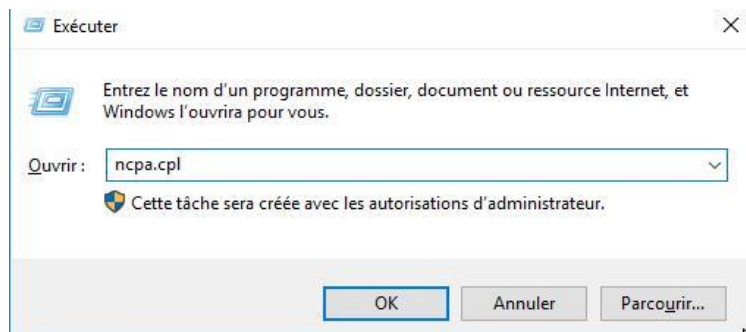 Exécuter
Entrez le nom d'un programme, dossier, document ou ressource Internet, et
Windows l'ouvrira pour vous.
Ouvrir : ncpa.cpl
Cette tâche sera créée avec les autorisations d'administrateur.
OK Annuler Parcourir...